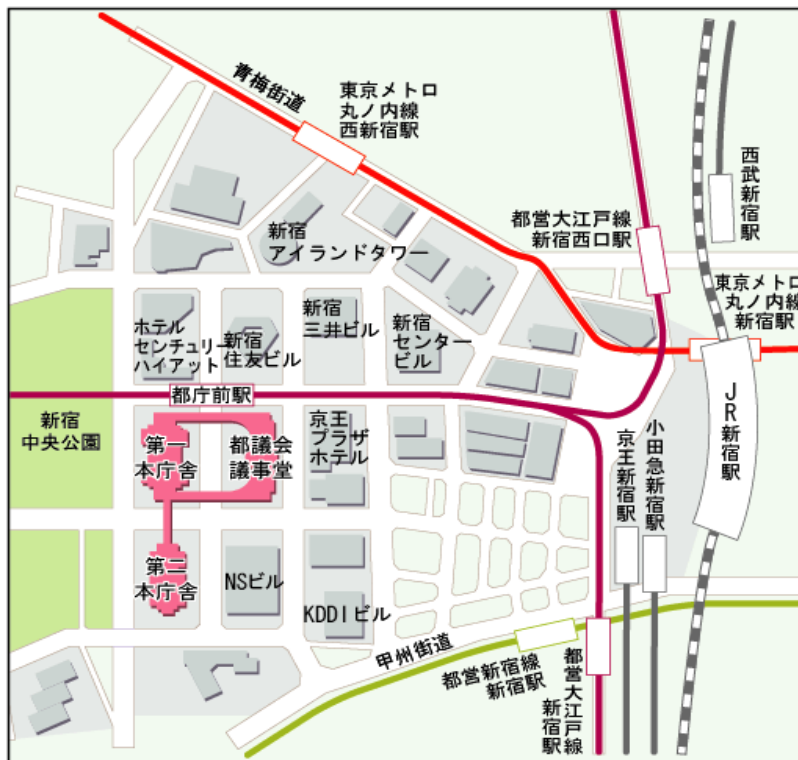 青梅街道
東京メトロ
丸ノ内線
西新宿駅
西武新宿駅
都営大江戸線
新宿西口駅
新宿
アイランドタワー
東京メトロ
丸ノ内線
新宿駅
ホテル
センチュリー
ハイアット
新宿
住友ビル
新宿
三井ビル
新宿
センター
ビル
都庁前駅
JR新宿駅
新宿
中央公園
第一
本庁舎
都議会
議事堂
京王
プラザ
ホテル
京王新宿駅
小田急新宿駅
第二
本庁舎
NSビル
KDDIビル
甲州街道
都営新宿線
新宿駅
都営大江戸線
新宿駅